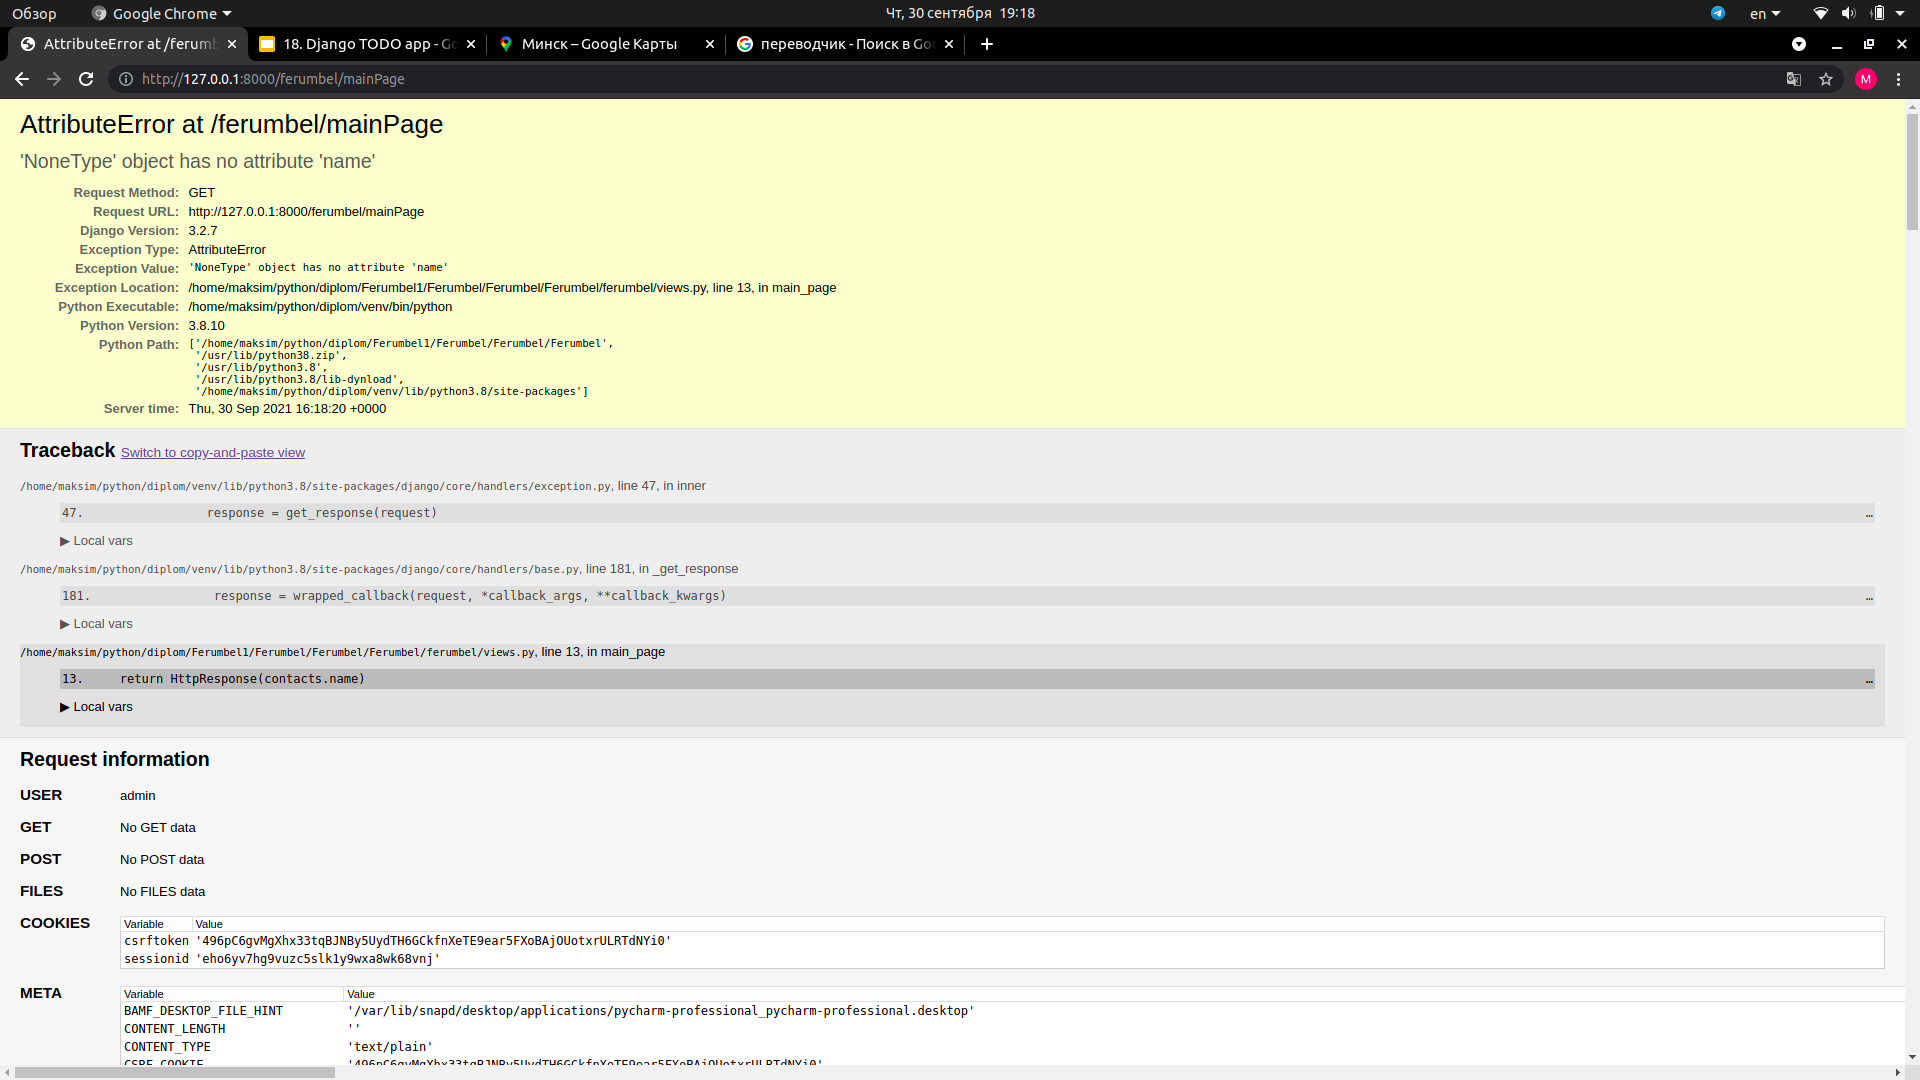 Обзор
Google Chrome
Чт, 30 сентября 19:18
en
AttributeError at /ferumb
18. Django TODO app - Go
Минск – Google Карты
переводчик - Поиск в Goo
http://127.0.0.1:8000/ferumbel/mainPage
M
AttributeError at /ferumbel/mainPage
'NoneType' object has no attribute 'name'
Request Method: GET
Request URL: http://127.0.0.1:8000/ferumbel/mainPage
Django Version: 3.2.7
Exception Type: AttributeError
Exception Value: 'NoneType' object has no attribute 'name'
Exception Location: /home/maksim/python/diplom/Ferumbel1/Ferumbel/Ferumbel/Ferumbel/ferumbel/views.py, line 13, in main_page
Python Executable: /home/maksim/python/diplom/venv/bin/python
Python Version: 3.8.10
Python Path: ['/home/maksim/python/diplom/Ferumbel1/Ferumbel/Ferumbel/Ferumbel',
'/usr/lib/python38.zip',
'/usr/lib/python3.8',
'/usr/lib/python3.8/lib-dynload',
'/home/maksim/python/diplom/venv/lib/python3.8/site-packages']
Server time: Thu, 30 Sep 2021 16:18:20 +0000
Traceback Switch to copy-and-paste view
/home/maksim/python/diplom/venv/lib/python3.8/site-packages/django/core/handlers/exception.py, line 47, in inner
47. response = get_response(request) …
▶ Local vars
/home/maksim/python/diplom/venv/lib/python3.8/site-packages/django/core/handlers/base.py, line 181, in _get_response
181. response = wrapped_callback(request, *callback_args, **callback_kwargs) …
▶ Local vars
/home/maksim/python/diplom/Ferumbel1/Ferumbel/Ferumbel/Ferumbel/ferumbel/views.py, line 13, in main_page
13. return HttpResponse(contacts.name) …
▶ Local vars
Request information
USER admin
GET No GET data
POST No POST data
FILES No FILES data
COOKIES Variable Value
csrftoken '496pC6gvMgXhx33tqBJNBy5UydTH6GCkfnXeTE9ear5FXoBAjOUotxrULRTdNYi0'
sessionid 'eho6yv7hg9vuzc5slk1y9wxa8wk68vnj'
META Variable Value
BAMF_DESKTOP_FILE_HINT '/var/lib/snapd/desktop/applications/pycharm-professional_pycharm-professional.desktop'
CONTENT_LENGTH ''
CONTENT_TYPE 'text/plain'
CSRF_COOKIE '496pC6gvMgXhx33tqBJNBy5UydTH6GCkfnXeTE9ear5FXoBAjOUotxrULRTdNYi0'